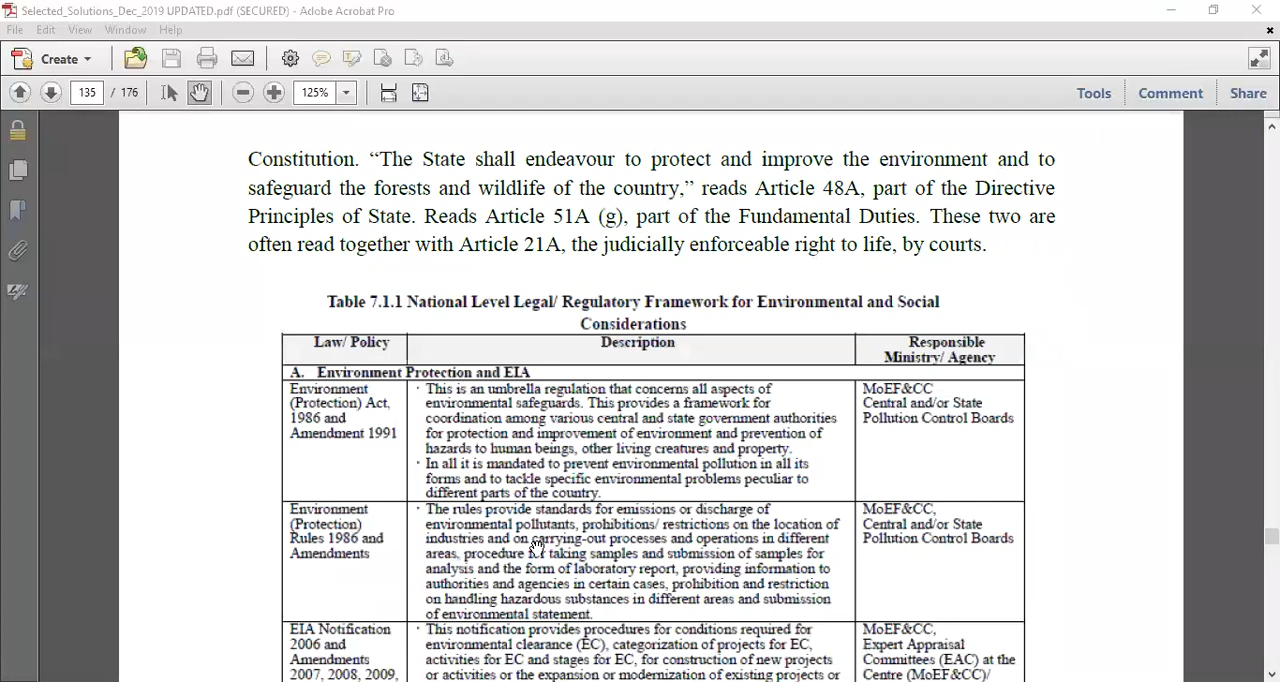 Selected_Solutions_Dec_2019 UPDATED.pdf (SECURED) - Adobe Acrobat Pro
File Edit View Window Help
Create
135 / 176 125% Tools Comment Share
Constitution. “The State shall endeavour to protect and improve the environment and to
safeguard the forests and wildlife of the country,” reads Article 48A, part of the Directive
Principles of State. Reads Article 51A (g), part of the Fundamental Duties. These two are
often read together with Article 21A, the judicially enforceable right to life, by courts.
Table 7.1.1 National Level Legal/ Regulatory Framework for Environmental and Social
Considerations
Law/ Policy
Description
Responsible
Ministry/ Agency
A. Environment Protection and EIA
Environment
(Protection) Act,
1986 and
Amendment 1991
· This is an umbrella regulation that concerns all aspects of
environmental safeguards. This provides a framework for
coordination among various central and state government authorities
for protection and improvement of environment and prevention of
hazards to human beings, other living creatures and property.
· In all it is mandated to prevent environmental pollution in all its
forms and to tackle specific environmental problems peculiar to
different parts of the country.
MoEF&CC
Central and/or State
Pollution Control Boards
Environment
(Protection)
Rules 1986 and
Amendments
· The rules provide standards for emissions or discharge of
environmental pollutants, prohibitions/ restrictions on the location of
industries and on carrying-out processes and operations in different
areas, procedure taking samples and submission of samples for
analysis and the form of laboratory report, providing information to
authorities and agencies in certain cases, prohibition and restriction
on handling hazardous substances in different areas and submission
of environmental statement.
MoEF&CC,
Central and/or State
Pollution Control Boards
EIA Notification
2006 and
Amendments
2007, 2008, 2009,
· This notification provides procedures for conditions required for
environmental clearance (EC), categorization of projects for EC,
activities for EC and stages for EC, for construction of new projects
or activities or the expansion or modernization of existing projects or
MoEF&CC,
Expert Appraisal
Committees (EAC) at the
Centre (MoEF&CC)/